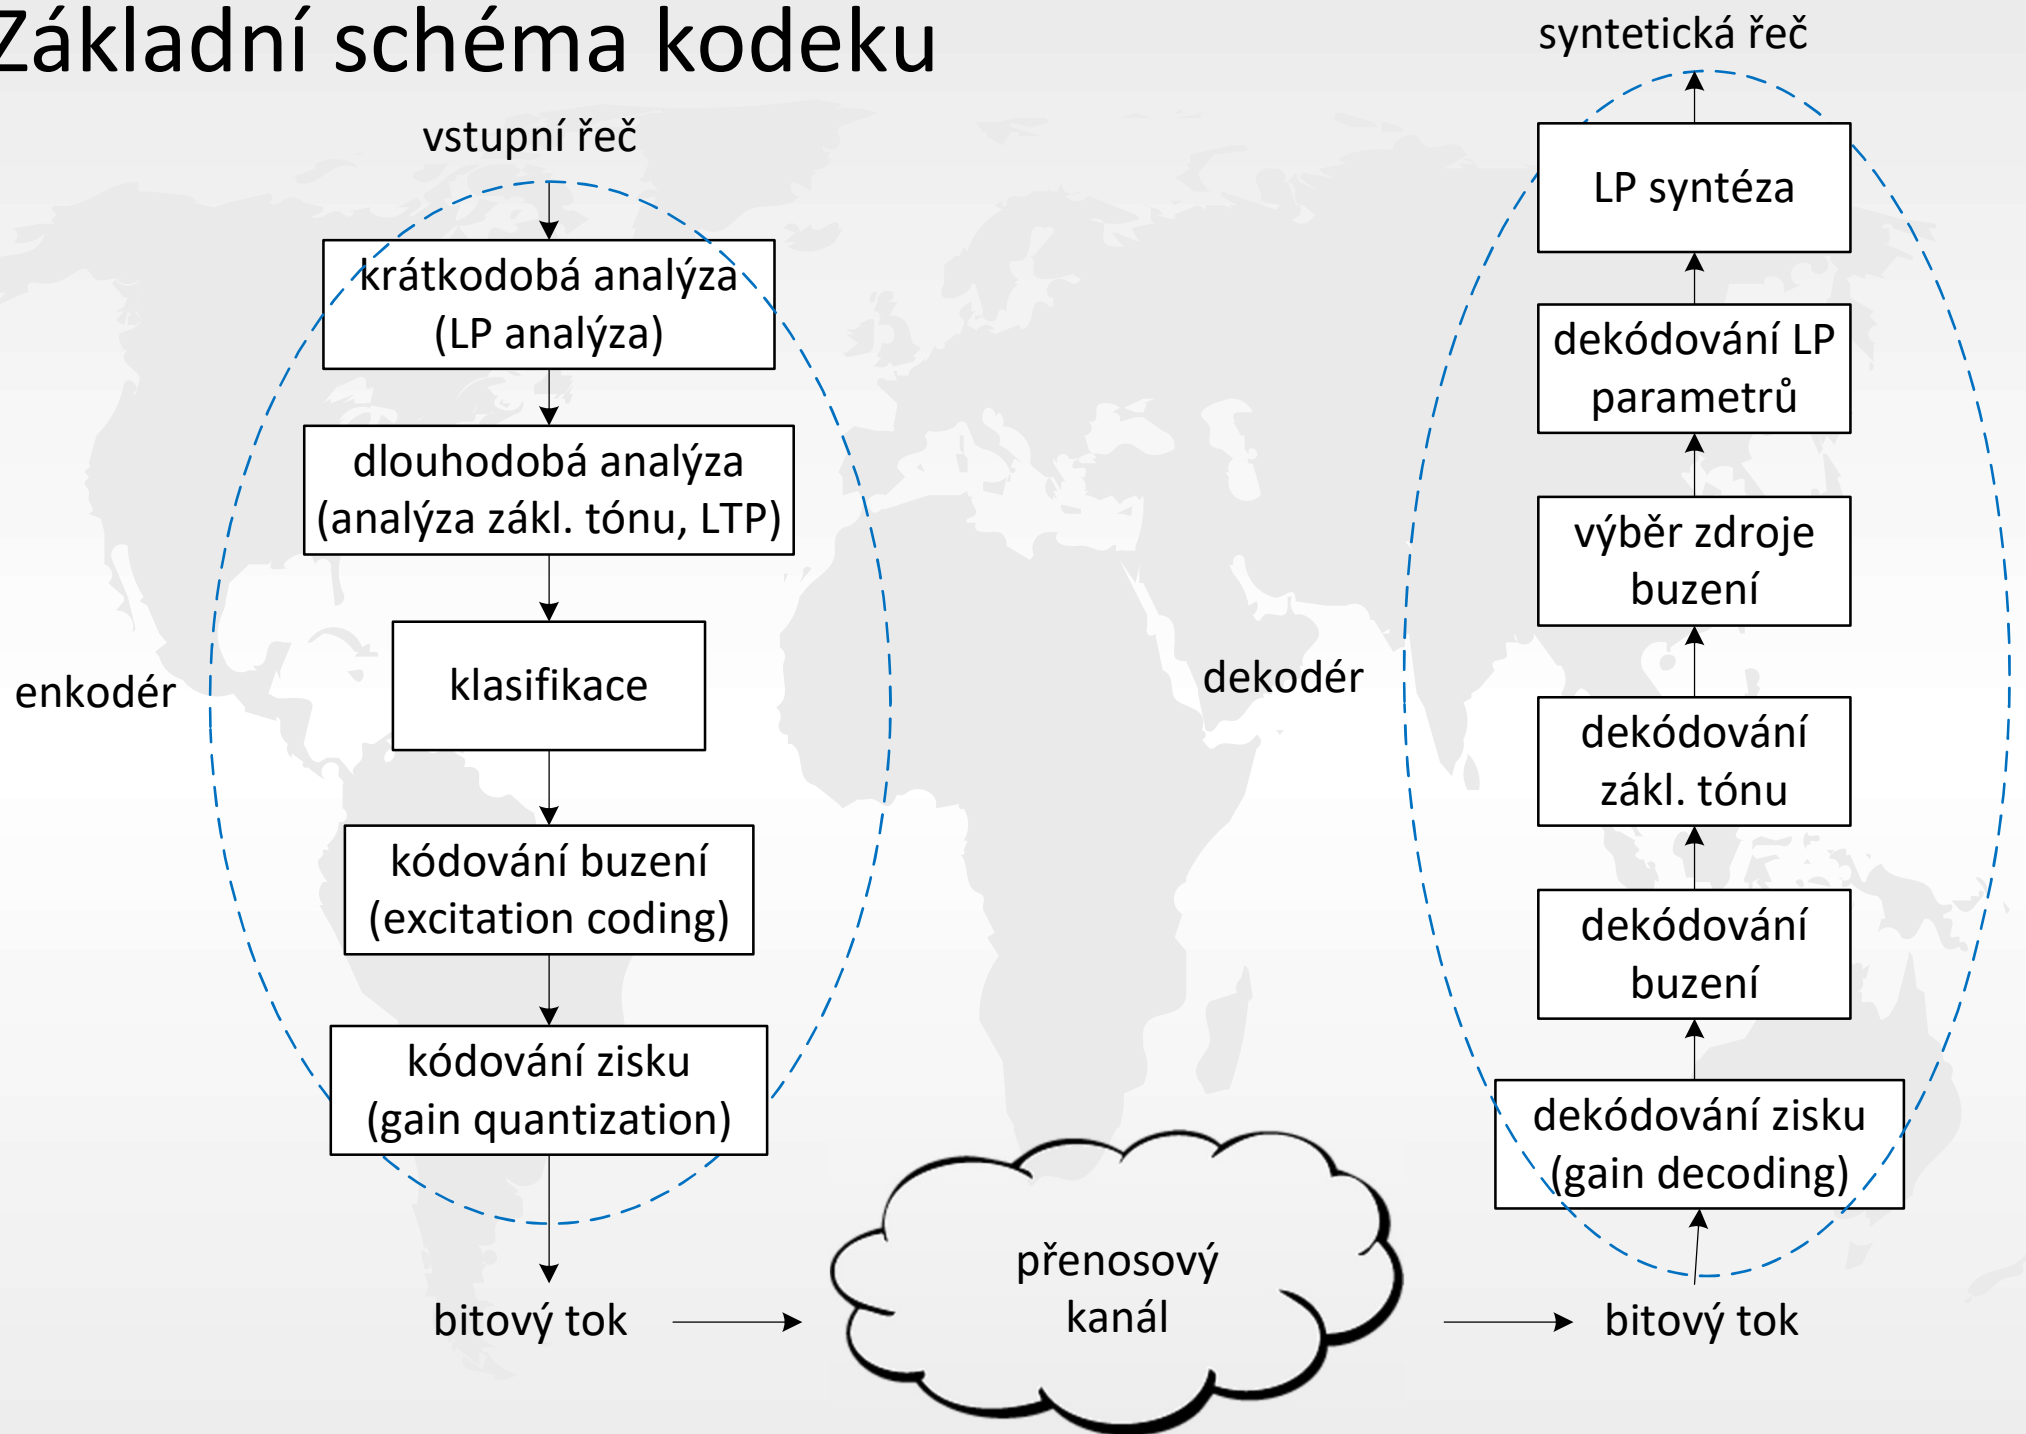 Základní schéma kodeku
vstupní řeč
krátkodobá analýza
(LP analýza)
dlouhodobá analýza
(analýza zákl. tónu, LTP)
klasifikace
enkodér
kódování buzení
(excitation coding)
kódování zisku
(gain quantization)
bitový tok
přenosový
kanál
syntetická řeč
LP syntéza
dekódování LP
parametrů
výběr zdroje
buzení
dekodér
dekódování
zákl. tónu
dekódování
buzení
dekódování zisku
(gain decoding)
bitový tok